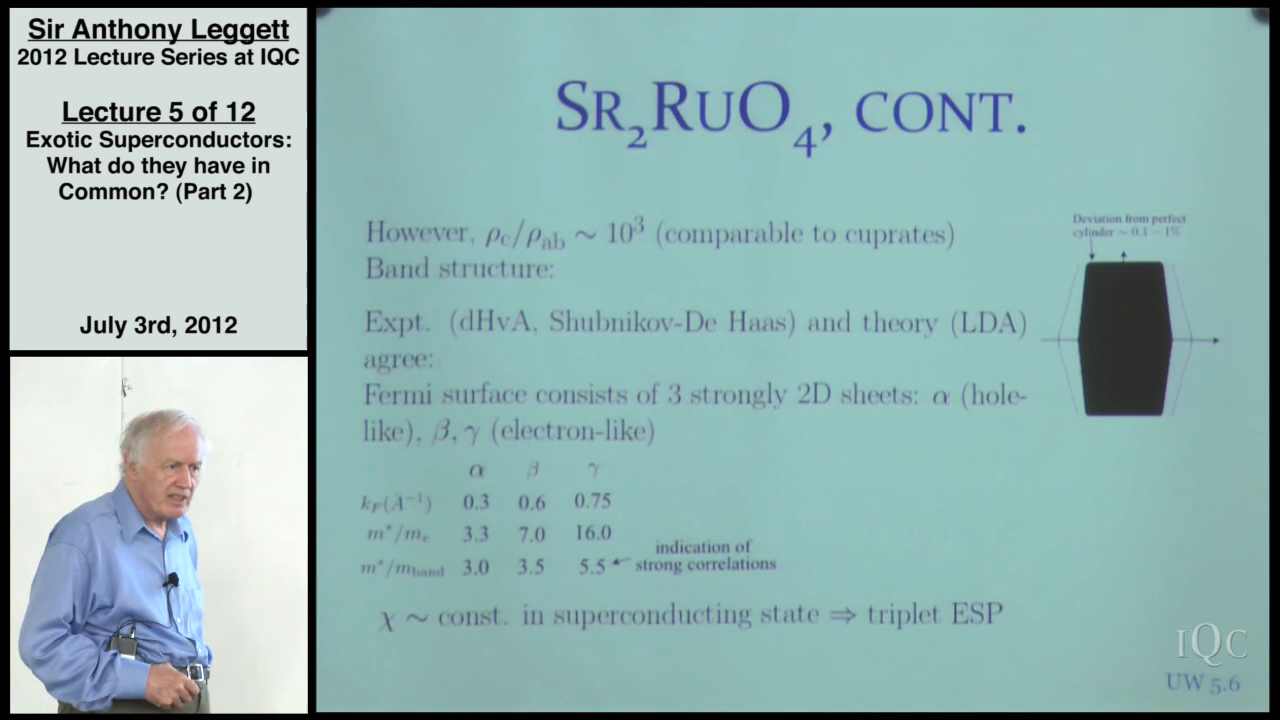 Sir Anthony Leggett
2012 Lecture Series at IQC
Lecture 5 of 12
Exotic Superconductors:
What do they have in
Common? (Part 2)
July 3rd, 2012
Sr₂RuO₄, CONT.
However, ρc/ρab ∼ 10³ (comparable to cuprates)
Band structure:
Deviation from perfect
cylinder ∼ 0.1 – 1%
Expt. (dHvA, Shubnikov-De Haas) and theory (LDA)
agree:
Fermi surface consists of 3 strongly 2D sheets: α (hole-
like), β, γ (electron-like)
α β γ
kF(Å⁻¹) 0.3 0.6 0.75
m*/me 3.3 7.0 16.0
m*/mband 3.0 3.5 5.5
indication of
strong correlations
χ ∼ const. in superconducting state ⇒ triplet ESP
IQC
UW 5.6